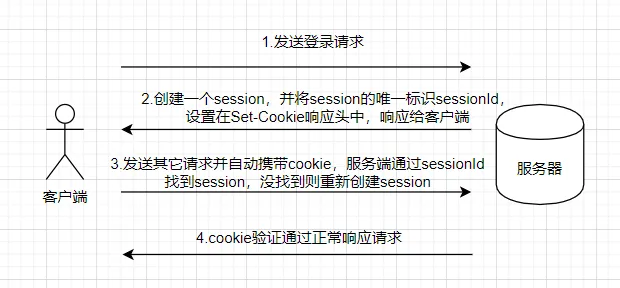 1.发送登录请求
2.创建一个session，并将session的唯一标识sessionId，
设置在Set-Cookie响应头中，响应给客户端
3.发送其它请求并自动携带cookie，服务端通过sessionId
找到session，没找到则重新创建session
客户端
服务器
4.cookie验证通过正常响应请求